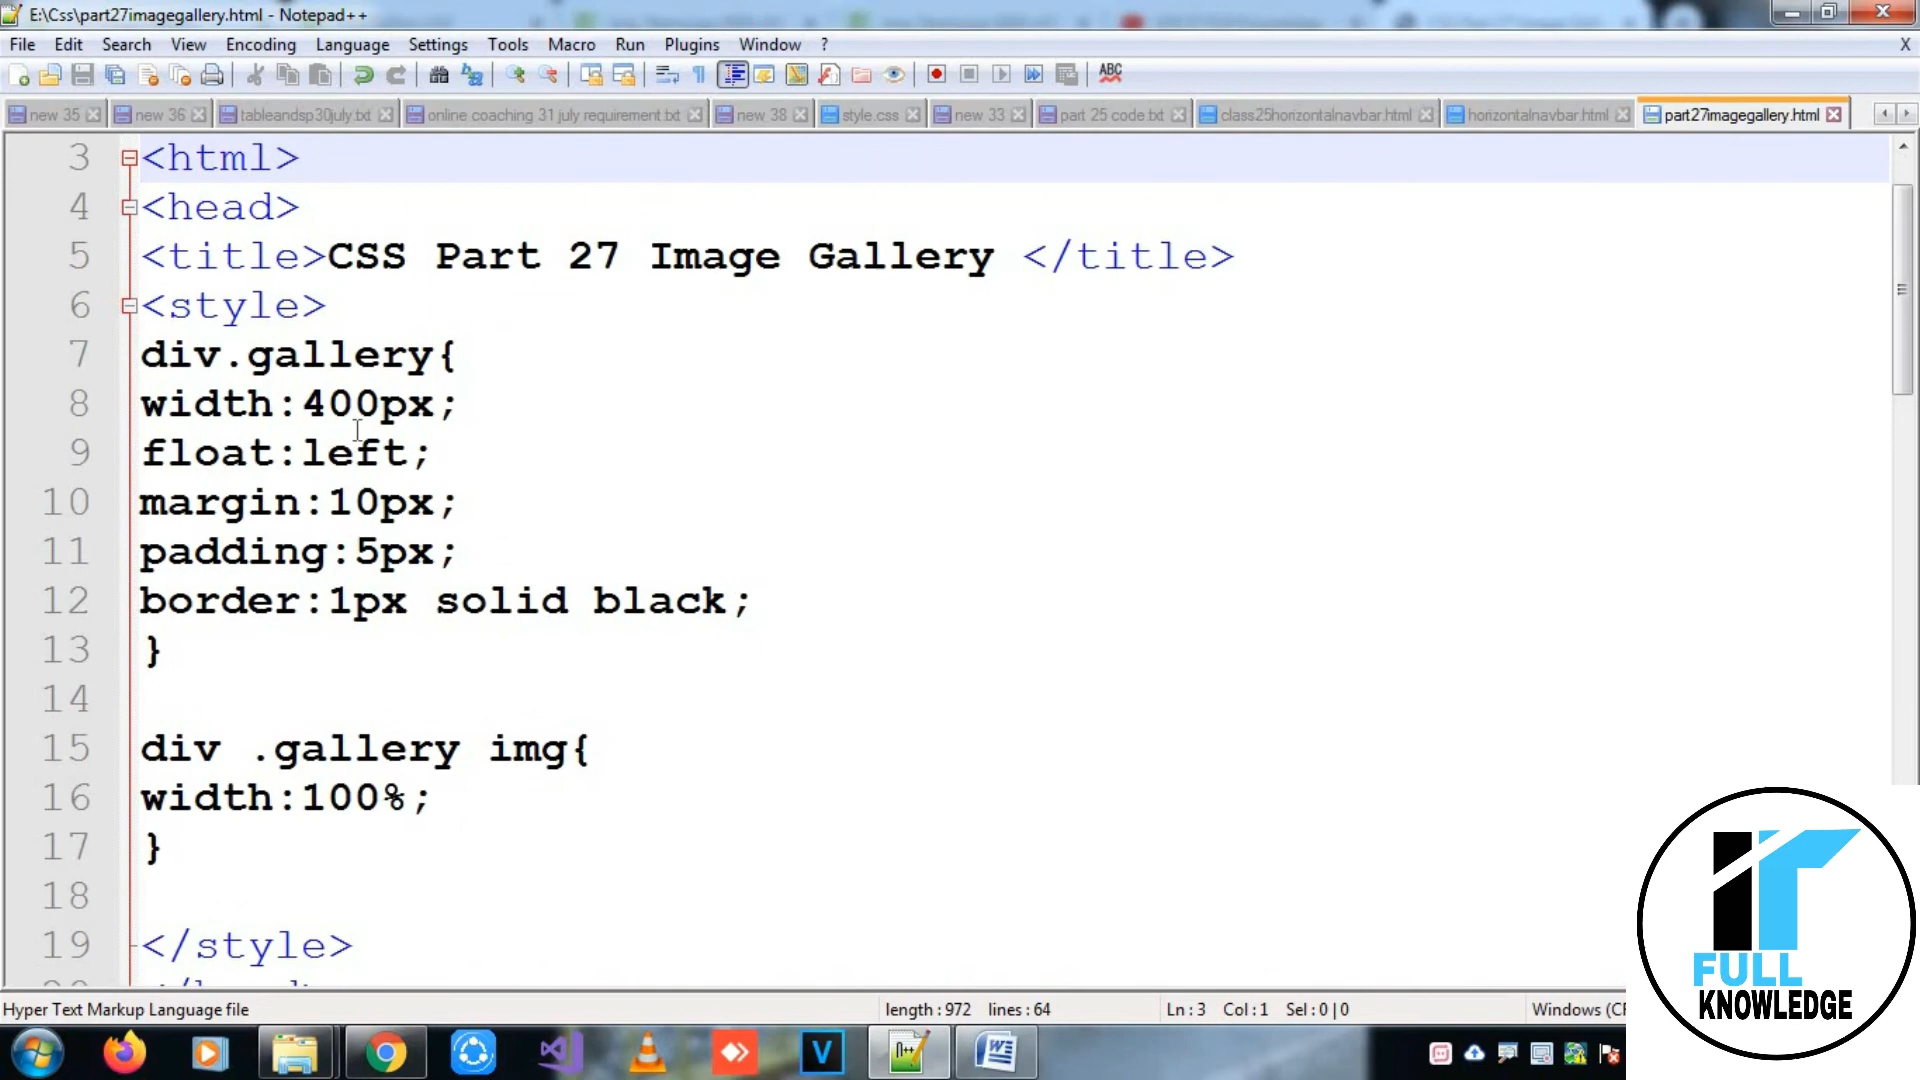 E:\Css\part27imagegallery.html - Notepad++
File Edit Search View Encoding Language Settings Tools Macro Run Plugins Window ? X
ABC
new 35 new 36 tableandsp30july.txt online coaching 31 july requirement.txt new 38 style.css new 33 part 25 code.txt class25horizontalnavbar.html horizontalnavbar.html part27imagegallery.html
3 <html>
4 <head>
5 <title>CSS Part 27 Image Gallery </title>
6 <style>
7 div.gallery{
8 width:400px;
9 float:left;
10 margin:10px;
11 padding:5px;
12 border:1px solid black;
13 }
14
15 div .gallery img{
16 width:100%;
17 }
18
19 </style>
IT
FULL
KNOWLEDGE
Hyper Text Markup Language file length : 972 lines : 64 Ln : 3 Col : 1 Sel : 0 | 0 Windows (CF